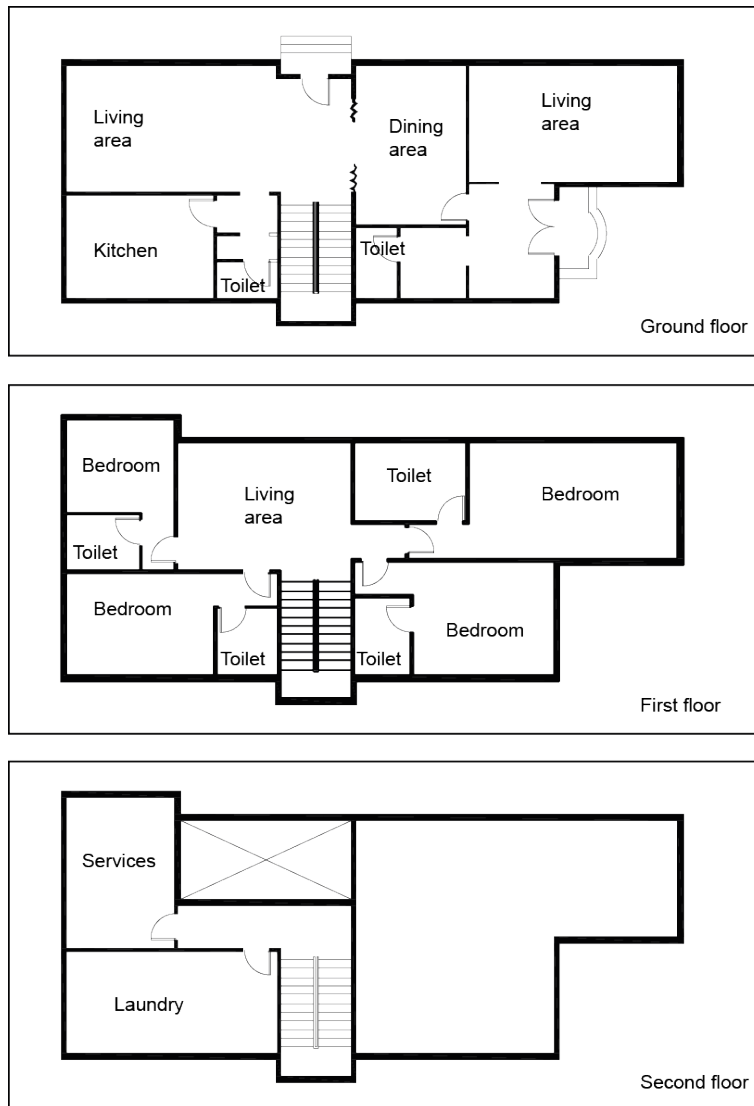 Living
area
Dining
area
Living
area
Kitchen
Toilet
Toilet
Ground floor
Bedroom
Living
area
Toilet
Bedroom
Toilet
Bedroom
Toilet
Toilet
Bedroom
First floor
Services
Laundry
Second floor